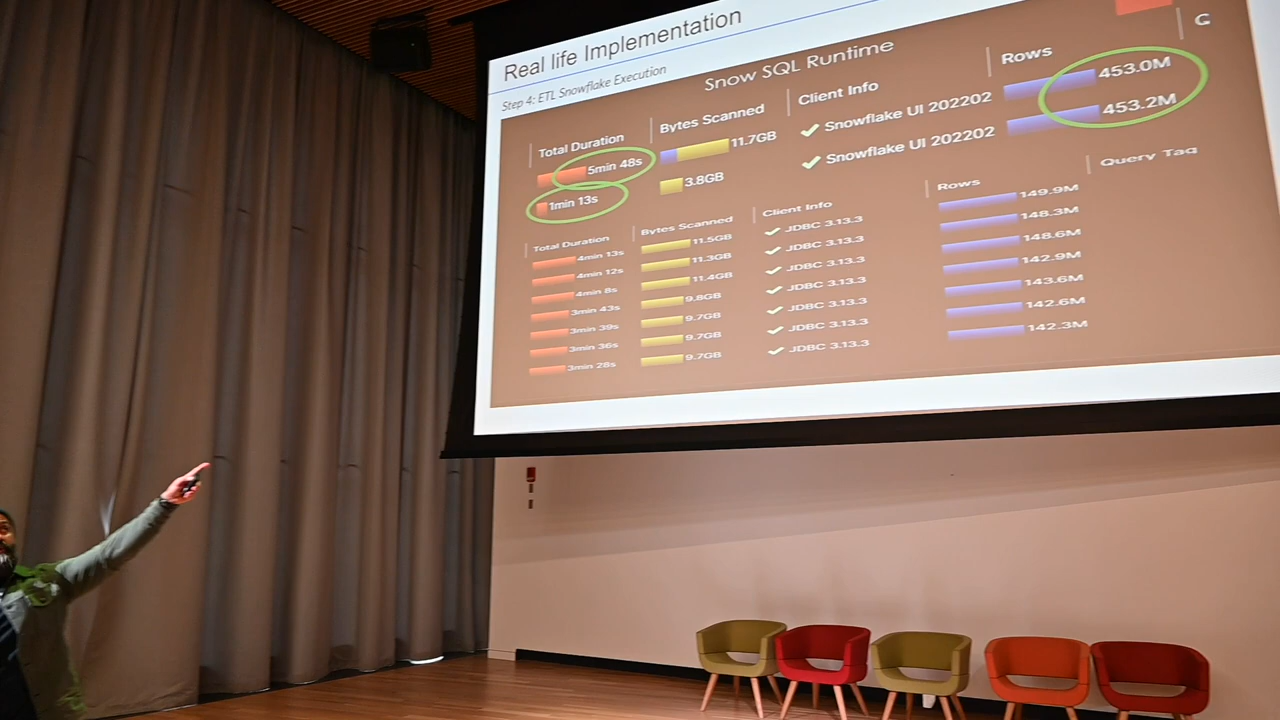 Real life Implementation
Step 4: ETL Snowflake Execution
Snow SQL Runtime
Total Duration Bytes Scanned Client Info Rows
5min 48s 11.7GB Snowflake UI 202202 453.0M
1min 13s 3.8GB Snowflake UI 202202 453.2M
Total Duration Bytes Scanned Client Info Rows Query Tag
4min 13s 11.5GB JDBC 3.13.3 149.9M
4min 12s 11.3GB JDBC 3.13.3 148.3M
4min 8s 11.4GB JDBC 3.13.3 148.6M
3min 43s 9.8GB JDBC 3.13.3 142.9M
3min 39s 9.7GB JDBC 3.13.3 143.6M
3min 36s 9.7GB JDBC 3.13.3 142.6M
3min 28s 9.7GB JDBC 3.13.3 142.3M